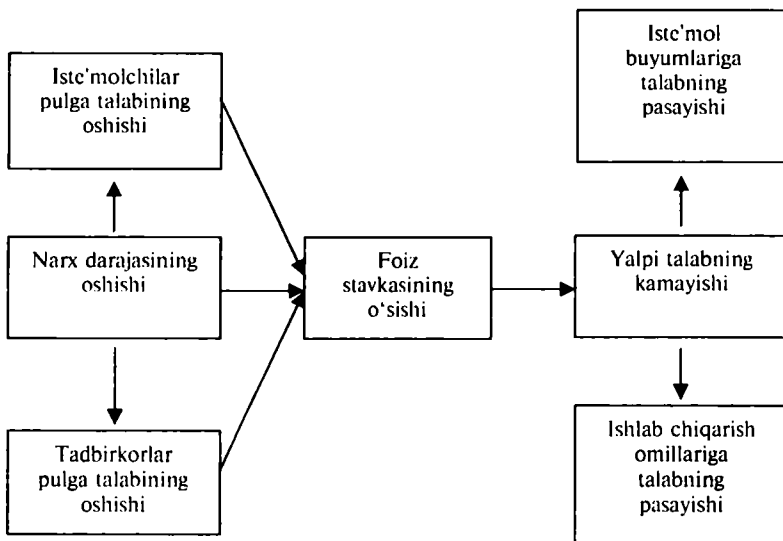 Iste'molchilar
pulga talabining
oshishi
Iste'mol
buyumlariga
talabning
pasayishi
Narx darajasining
oshishi
Foiz
stavkasining
o‘sishi
Yalpi talabning
kamayishi
Tadbirkorlar
pulga talabining
oshishi
Ishlab chiqarish
omillariga
talabning
pasayishi